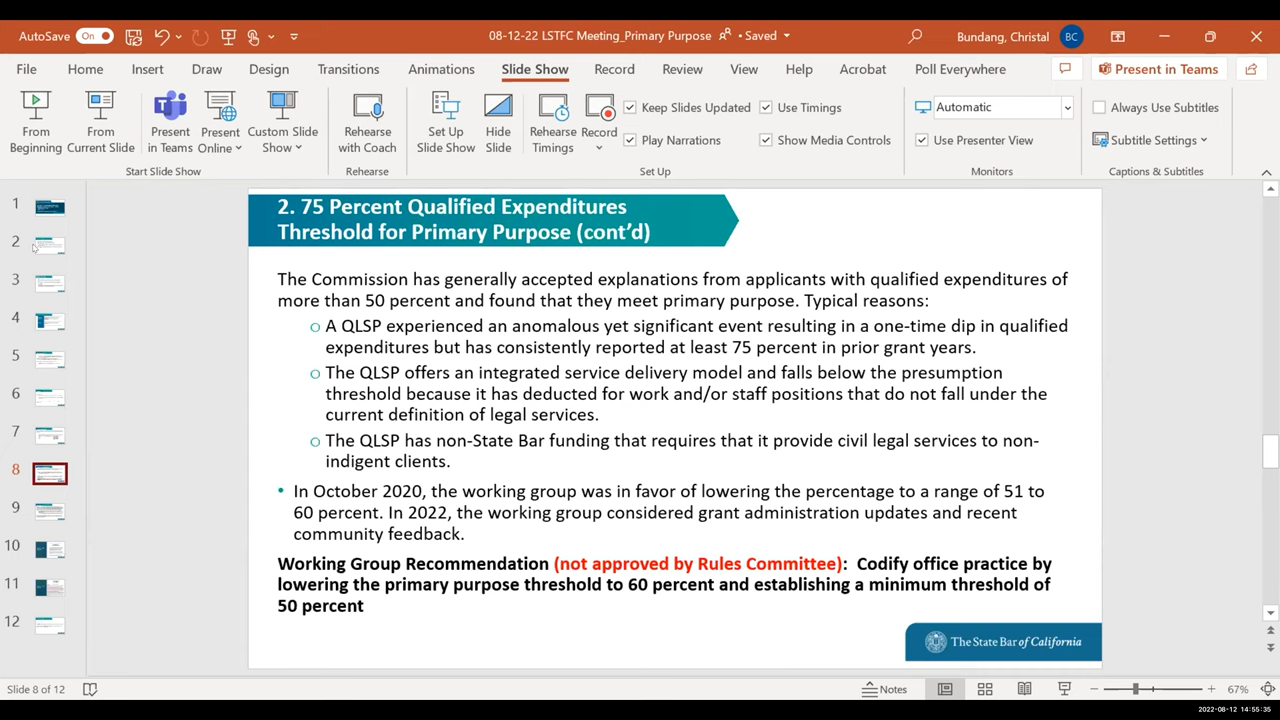 AutoSave On
08-12-22 LSTFC Meeting_Primary Purpose • Saved
Bundang, Christal BC
File Home Insert Draw Design Transitions Animations Slide Show Record Review View Help Acrobat Poll Everywhere Present in Teams
From Beginning
From Current Slide
Present in Teams
Present Online
Custom Slide Show
Rehearse with Coach
Set Up Slide Show
Hide Slide
Rehearse Timings
Record
Keep Slides Updated
Use Timings
Play Narrations
Show Media Controls
Automatic
Use Presenter View
Always Use Subtitles
Subtitle Settings
Start Slide Show
Rehearse
Set Up
Monitors
Captions & Subtitles
1
2
3
4
5
6
7
8
9
10
11
12
2. 75 Percent Qualified Expenditures
Threshold for Primary Purpose (cont’d)
The Commission has generally accepted explanations from applicants with qualified expenditures of
more than 50 percent and found that they meet primary purpose. Typical reasons:
o A QLSP experienced an anomalous yet significant event resulting in a one-time dip in qualified
expenditures but has consistently reported at least 75 percent in prior grant years.
o The QLSP offers an integrated service delivery model and falls below the presumption
threshold because it has deducted for work and/or staff positions that do not fall under the
current definition of legal services.
o The QLSP has non-State Bar funding that requires that it provide civil legal services to non-
indigent clients.
• In October 2020, the working group was in favor of lowering the percentage to a range of 51 to
60 percent. In 2022, the working group considered grant administration updates and recent
community feedback.
Working Group Recommendation (not approved by Rules Committee): Codify office practice by
lowering the primary purpose threshold to 60 percent and establishing a minimum threshold of
50 percent
The State Bar of California
Slide 8 of 12
Notes
67%
2022-08-12 14:55:35